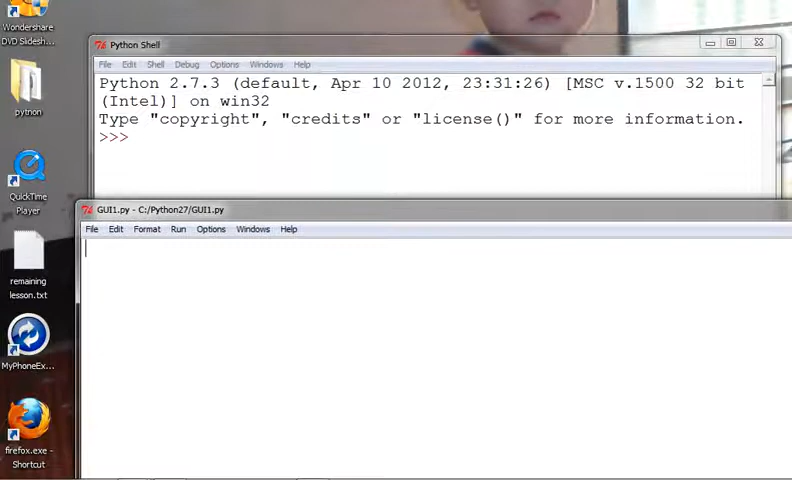 Wondershare
DVD Slidesh...
python
QuickTime
Player
remaining
lesson.txt
MyPhoneEx...
firefox.exe -
Shortcut
Python Shell
File Edit Shell Debug Options Windows Help
Python 2.7.3 (default, Apr 10 2012, 23:31:26) [MSC v.1500 32 bit
(Intel)] on win32
Type "copyright", "credits" or "license()" for more information.
>>>
GUI1.py - C:/Python27/GUI1.py
File Edit Format Run Options Windows Help